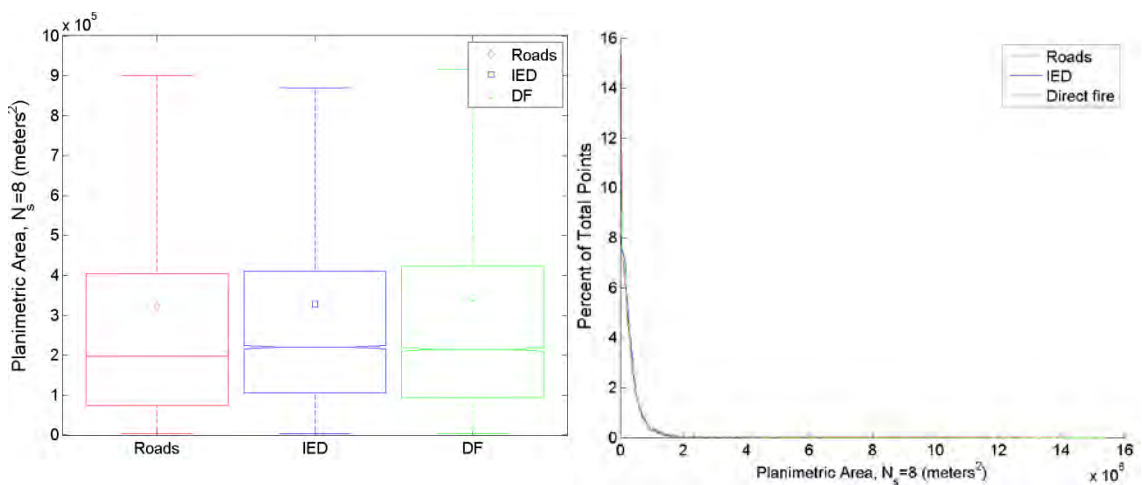 x 10^5
10
9
8
7
6
5
4
3
2
1
0
Planimetric Area, N_s=8 (meters^2)
Roads
IED
DF
Roads
IED
DF
16
14
12
10
8
6
4
2
0
Percent of Total Points
Roads
IED
Direct fire
0 2 4 6 8 10 12 14 16
Planimetric Area, N_s=8 (meters^2)
x 10^6